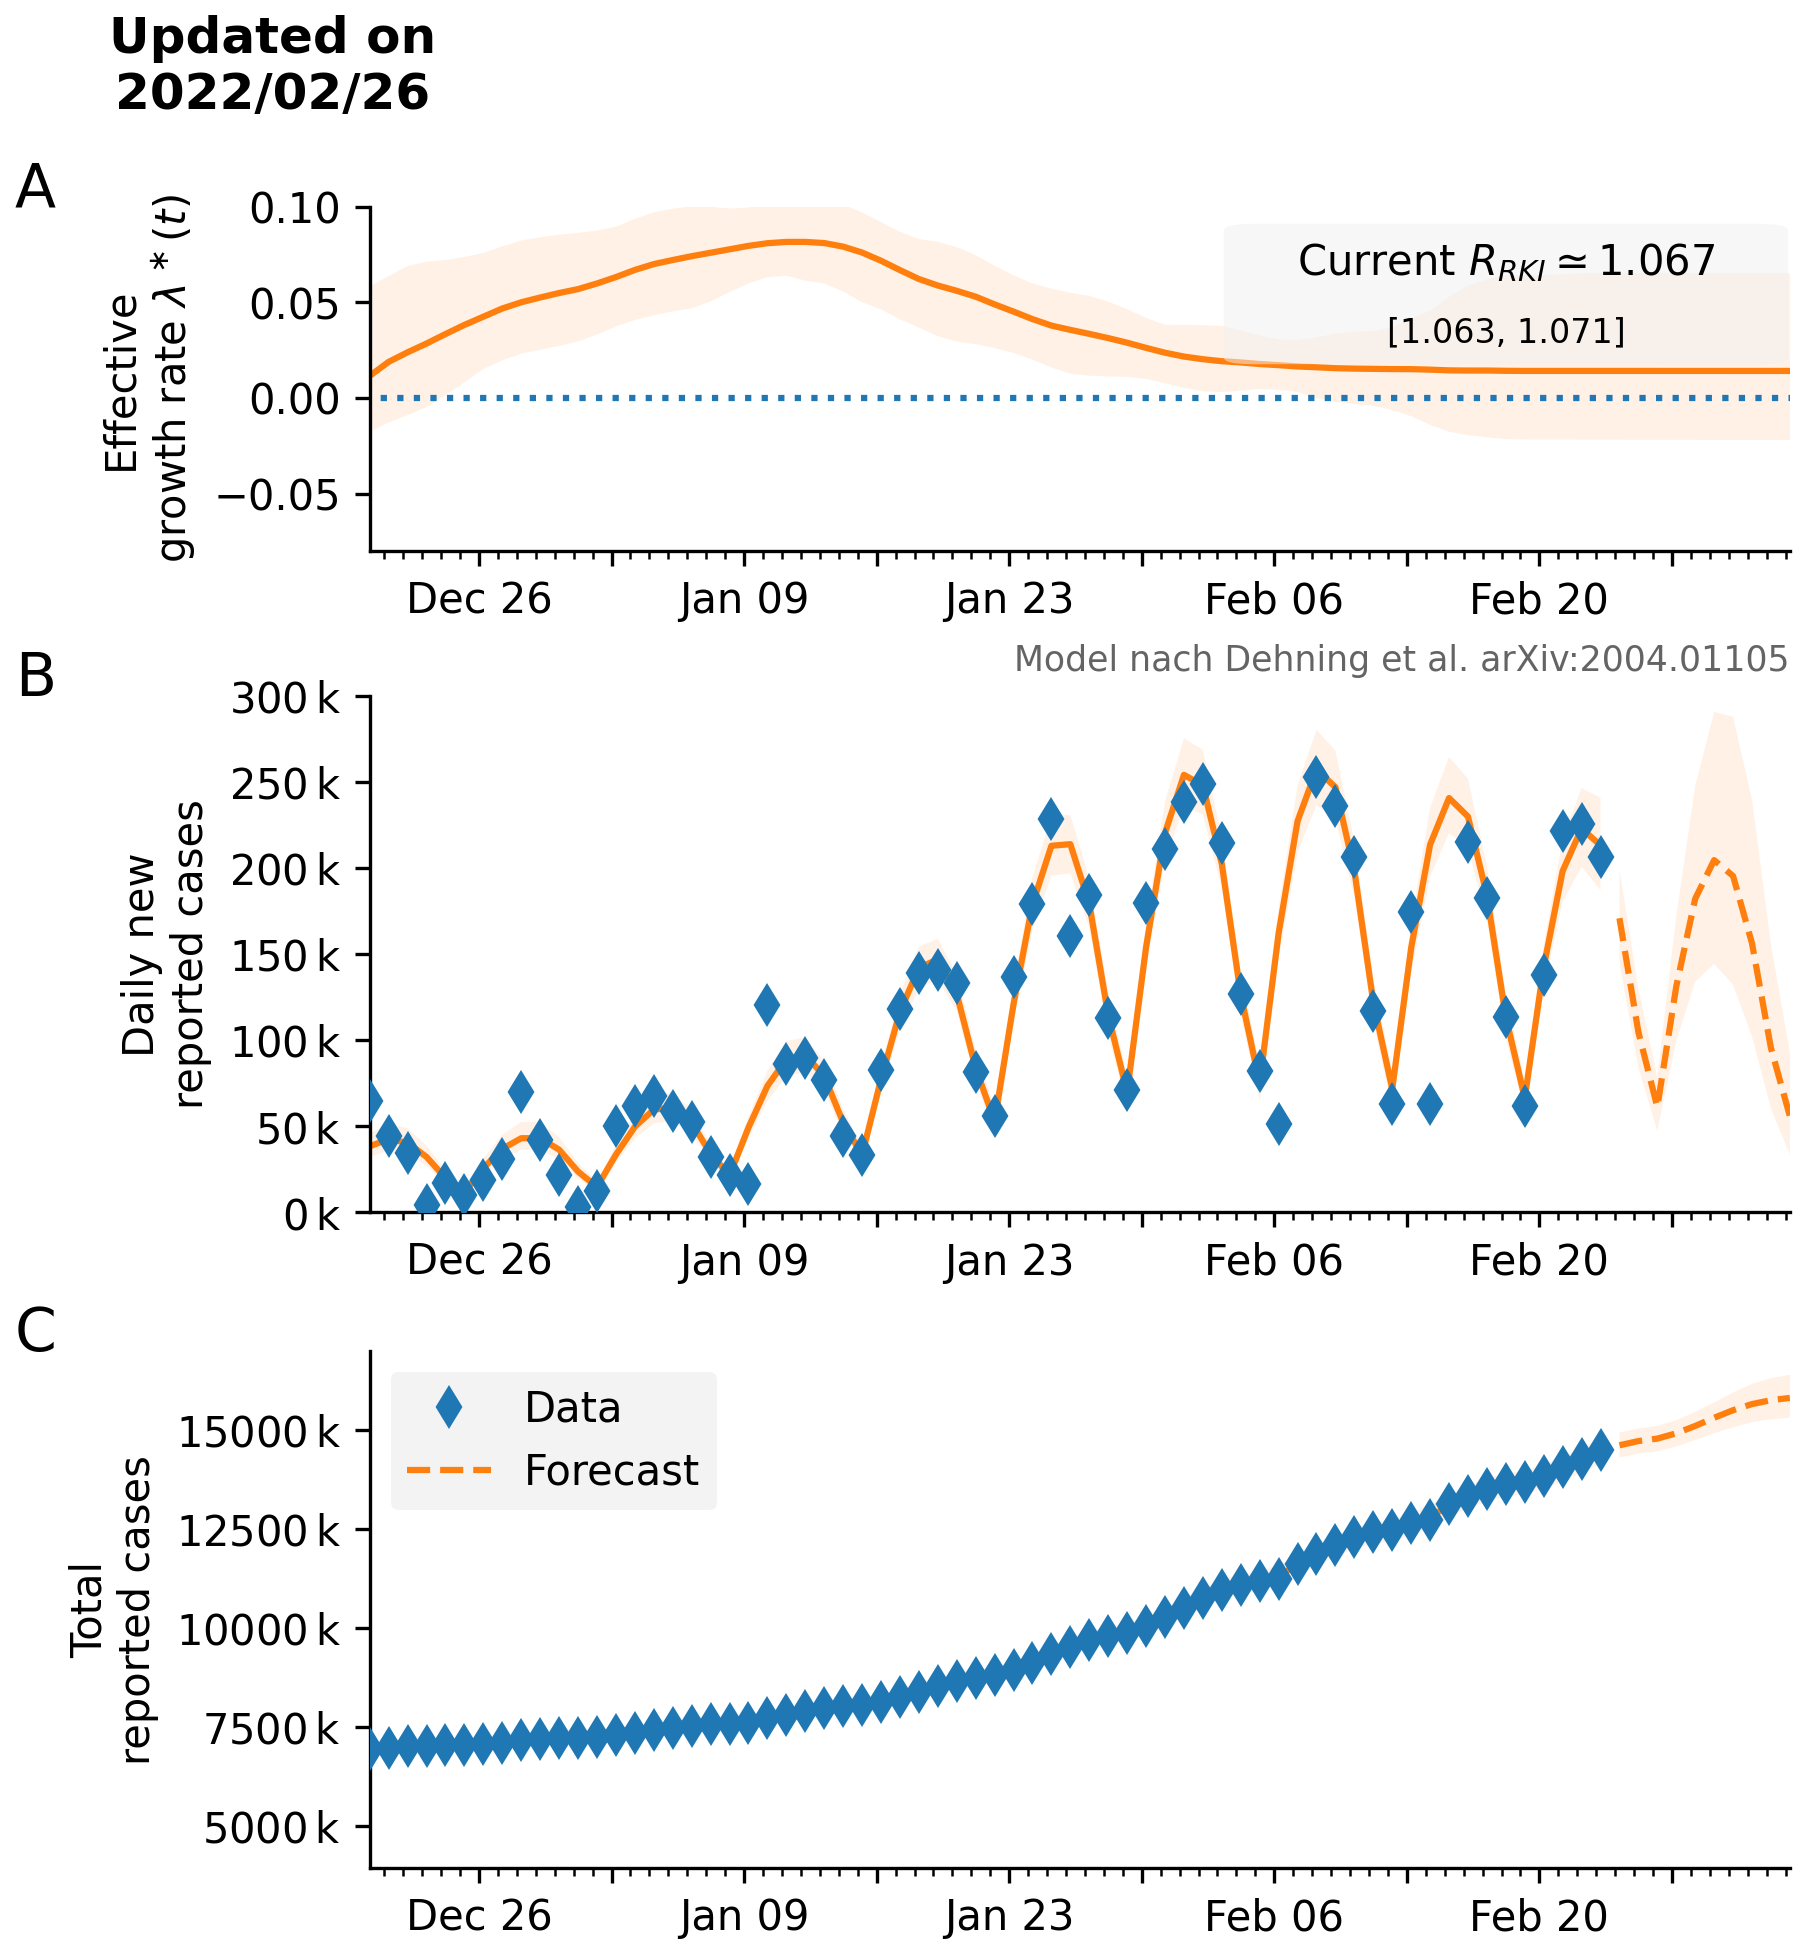 Updated on
2022/02/26
A
Effective
growth rate λ * (t)
0.10
0.05
0.00
−0.05
Current R_RKI ≃ 1.067
[1.063, 1.071]
Dec 26 Jan 09 Jan 23 Feb 06 Feb 20
Model nach Dehning et al. arXiv:2004.01105
B
Daily new
reported cases
300 k
250 k
200 k
150 k
100 k
50 k
0 k
Dec 26 Jan 09 Jan 23 Feb 06 Feb 20
C
Total
reported cases
15000 k
12500 k
10000 k
7500 k
5000 k
Data
Forecast
Dec 26 Jan 09 Jan 23 Feb 06 Feb 20